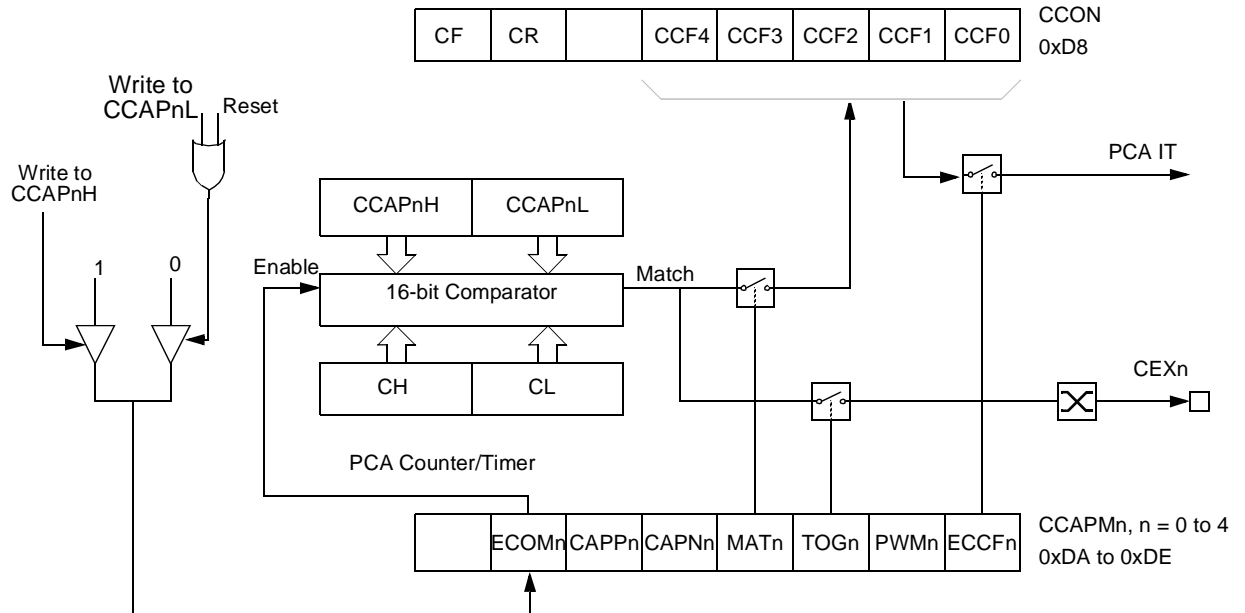 CF CR CCF4 CCF3 CCF2 CCF1 CCF0
CCON
0xD8
Write to
CCAPnL
Reset
Write to
CCAPnH
PCA IT
CCAPnH CCAPnL
1 0
Enable
16-bit Comparator
Match
CH CL
CEXn
PCA Counter/Timer
ECOMn CAPPn CAPNn MATn TOGn PWMn ECCFn
CCAPMn, n = 0 to 4
0xDA to 0xDE